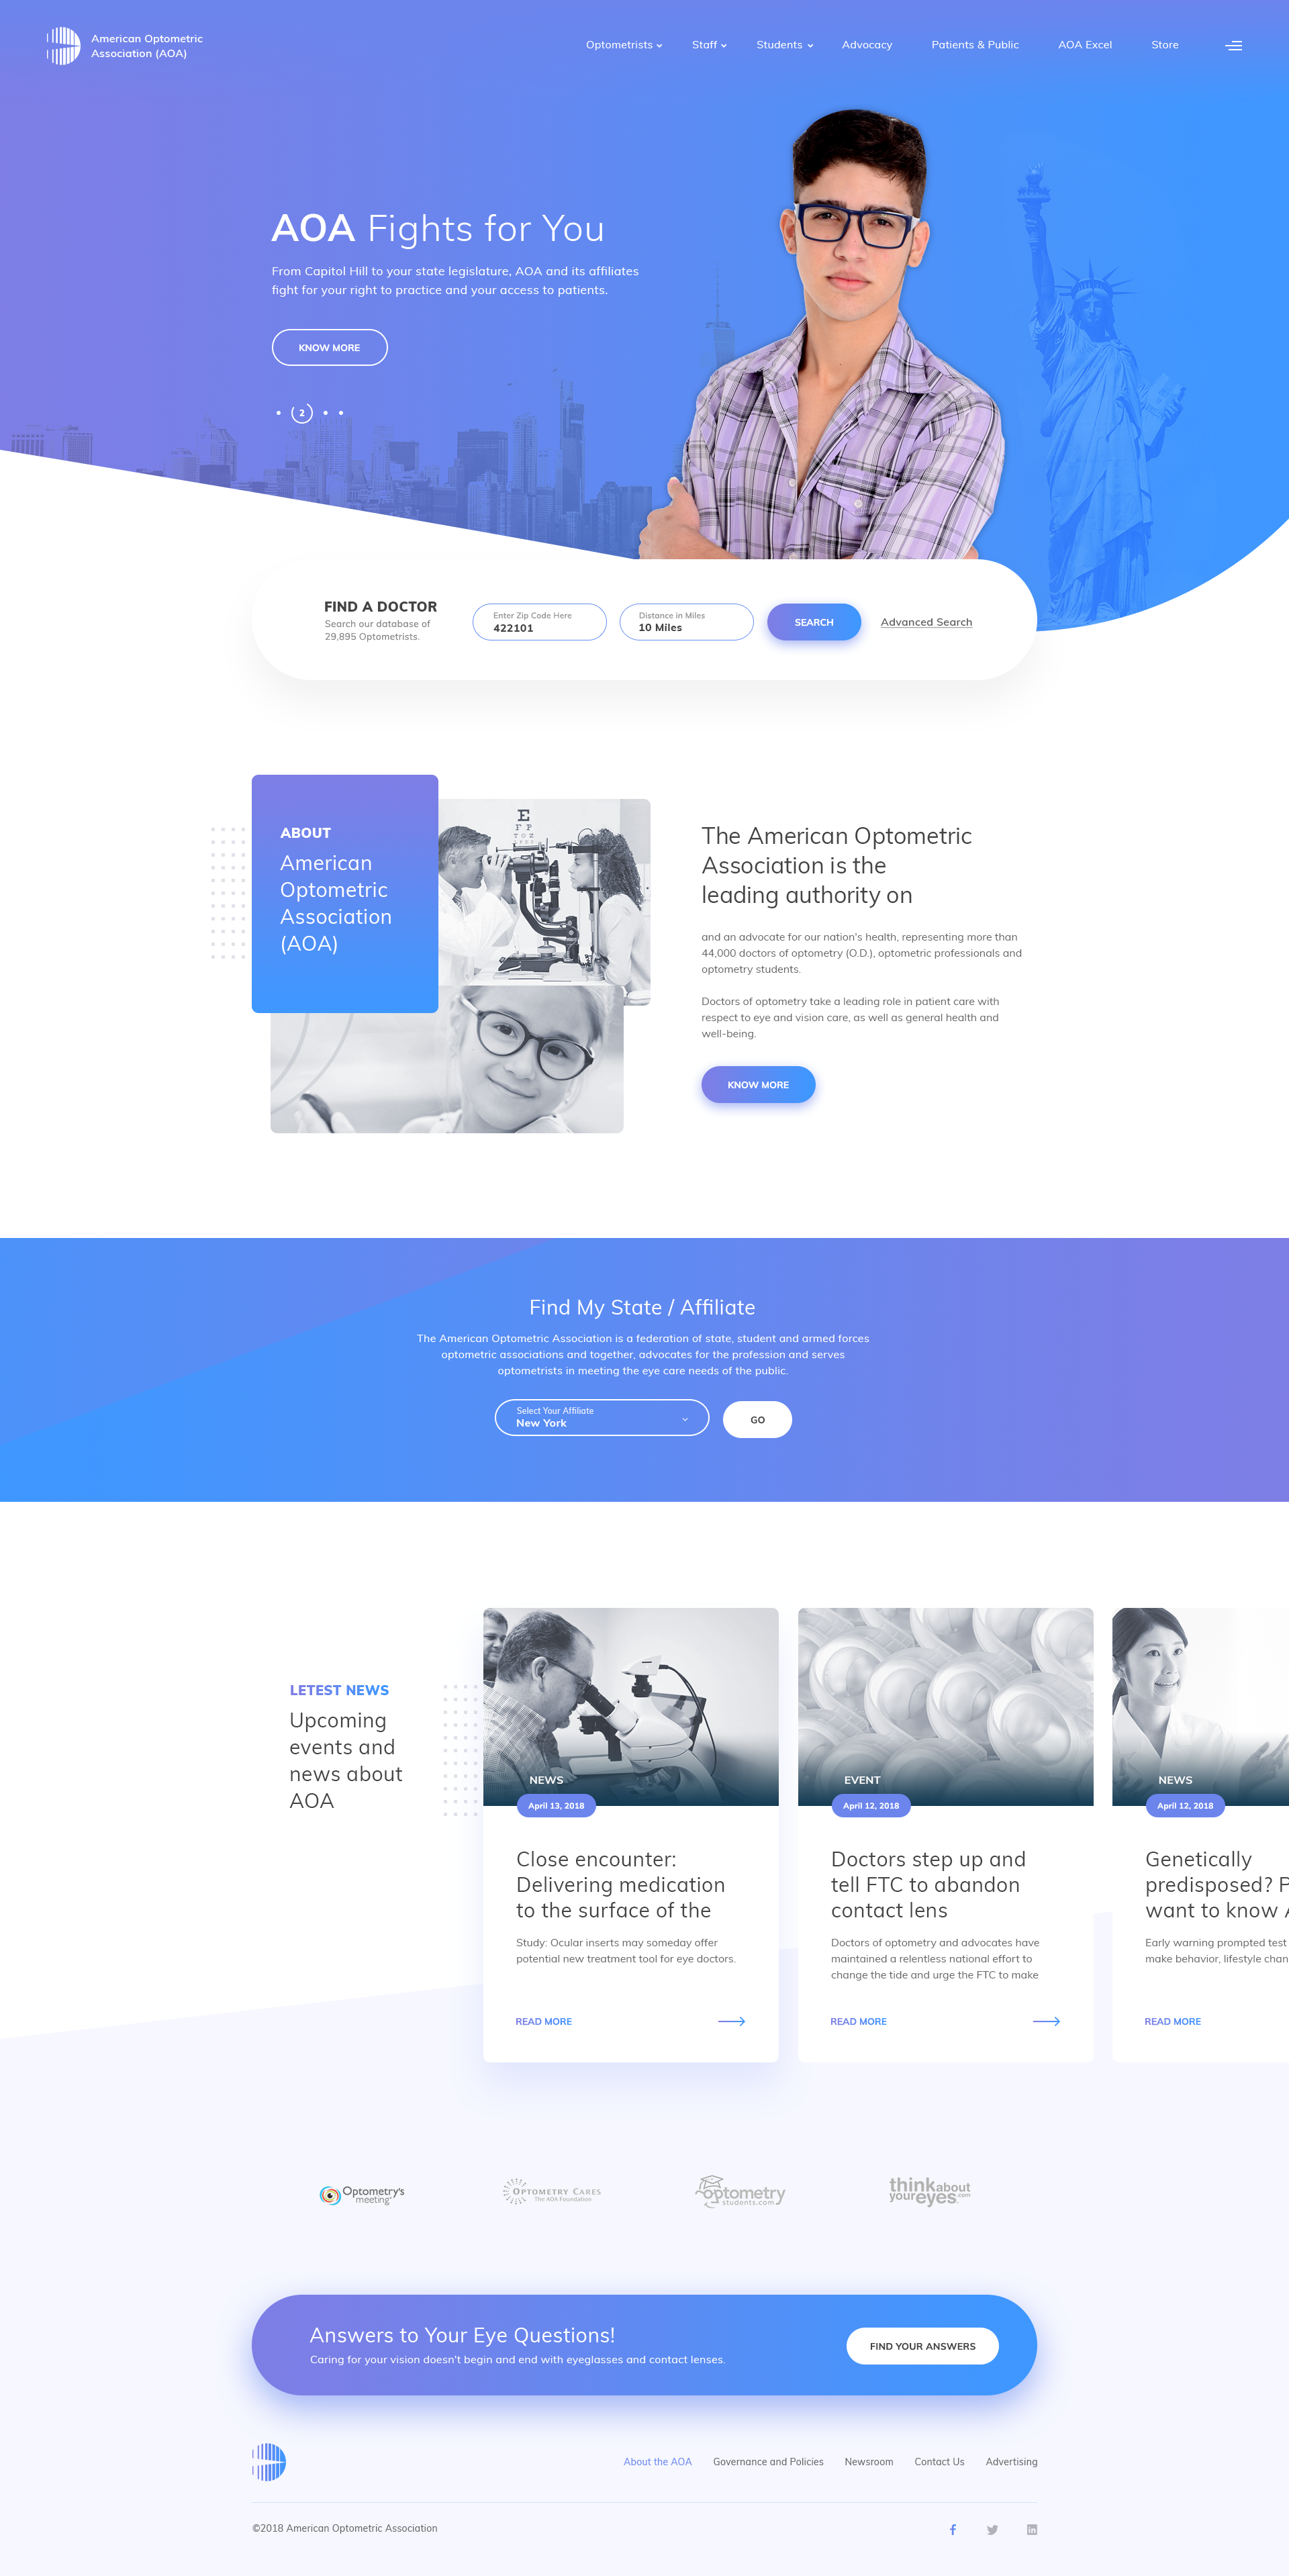 American Optometric
Association (AOA)
Optometrists
Staff
Students
Advocacy
Patients & Public
AOA Excel
Store
AOA Fights for You
From Capitol Hill to your state legislature, AOA and its affiliates
fight for your right to practice and your access to patients.
KNOW MORE
2
FIND A DOCTOR
Search our database of
29,895 Optometrists.
Enter Zip Code Here
422101
Distance in Miles
10 Miles
SEARCH
Advanced Search
ABOUT
American
Optometric
Association
(AOA)
E
F P
T O Z
The American Optometric
Association is the
leading authority on
and an advocate for our nation's health, representing more than
44,000 doctors of optometry (O.D.), optometric professionals and
optometry students.
Doctors of optometry take a leading role in patient care with
respect to eye and vision care, as well as general health and
well-being.
KNOW MORE
Find My State / Affiliate
The American Optometric Association is a federation of state, student and armed forces
optometric associations and together, advocates for the profession and serves
optometrists in meeting the eye care needs of the public.
Select Your Affiliate
New York
GO
LETEST NEWS
Upcoming
events and
news about
AOA
NEWS
April 13, 2018
Close encounter:
Delivering medication
to the surface of the
Study: Ocular inserts may someday offer
potential new treatment tool for eye doctors.
READ MORE
EVENT
April 12, 2018
Doctors step up and
tell FTC to abandon
contact lens
Doctors of optometry and advocates have
maintained a relentless national effort to
change the tide and urge the FTC to make
READ MORE
NEWS
April 12, 2018
Genetically
predisposed? P
want to know A
Early warning prompted test
make behavior, lifestyle chan
READ MORE
Optometry's
meeting
OPTOMETRY CARES
The AOA Foundation
optometry
students.com
think about
your eyes.com
Answers to Your Eye Questions!
Caring for your vision doesn't begin and end with eyeglasses and contact lenses.
FIND YOUR ANSWERS
About the AOA
Governance and Policies
Newsroom
Contact Us
Advertising
©2018 American Optometric Association